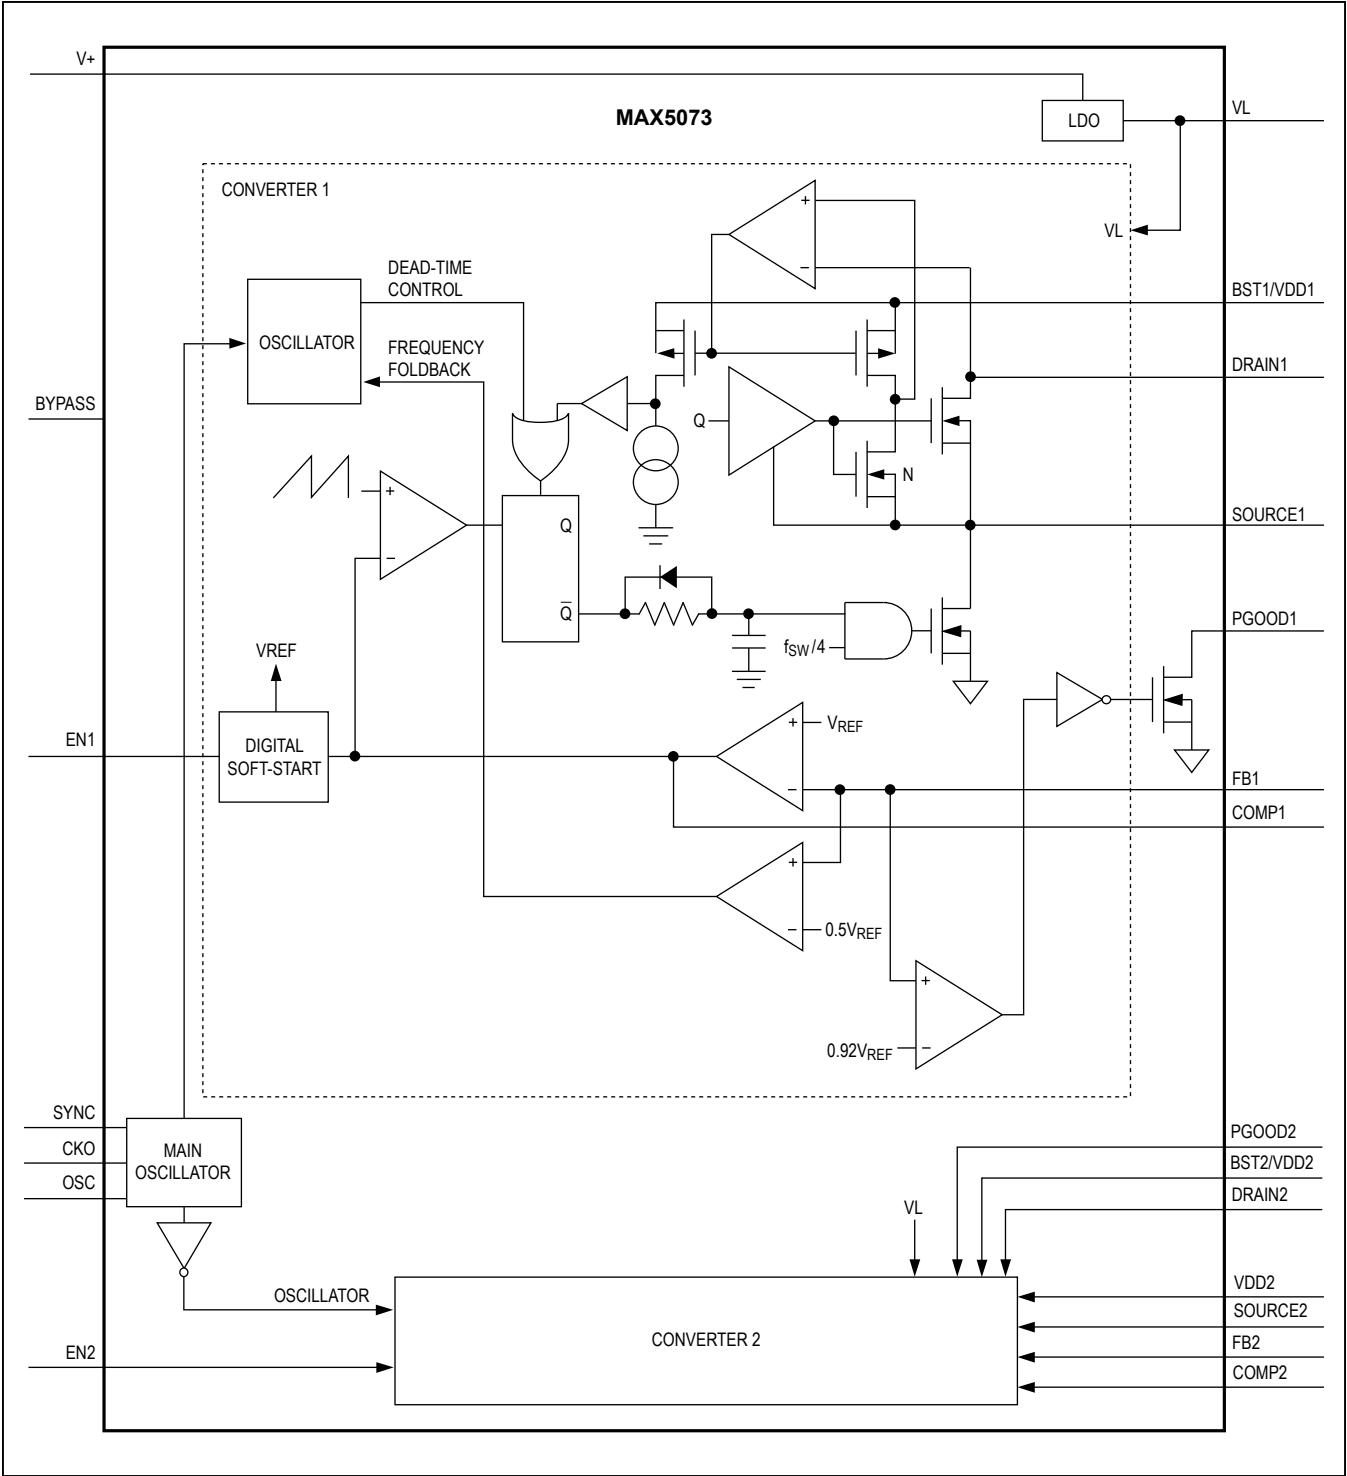 V+
MAX5073
LDO
VL
CONVERTER 1
VL
+
−
DEAD-TIME
CONTROL
BST1/VDD1
OSCILLATOR
FREQUENCY
FOLDBACK
DRAIN1
BYPASS
Q
N
+
−
Q
Q̅
SOURCE1
fSW/4
PGOOD1
VREF
EN1
DIGITAL
SOFT-START
+
VREF
−
FB1
COMP1
+
−
0.5VREF
+
0.92VREF
−
SYNC
CKO
OSC
MAIN
OSCILLATOR
PGOOD2
BST2/VDD2
DRAIN2
VL
OSCILLATOR
CONVERTER 2
VDD2
SOURCE2
EN2
FB2
COMP2